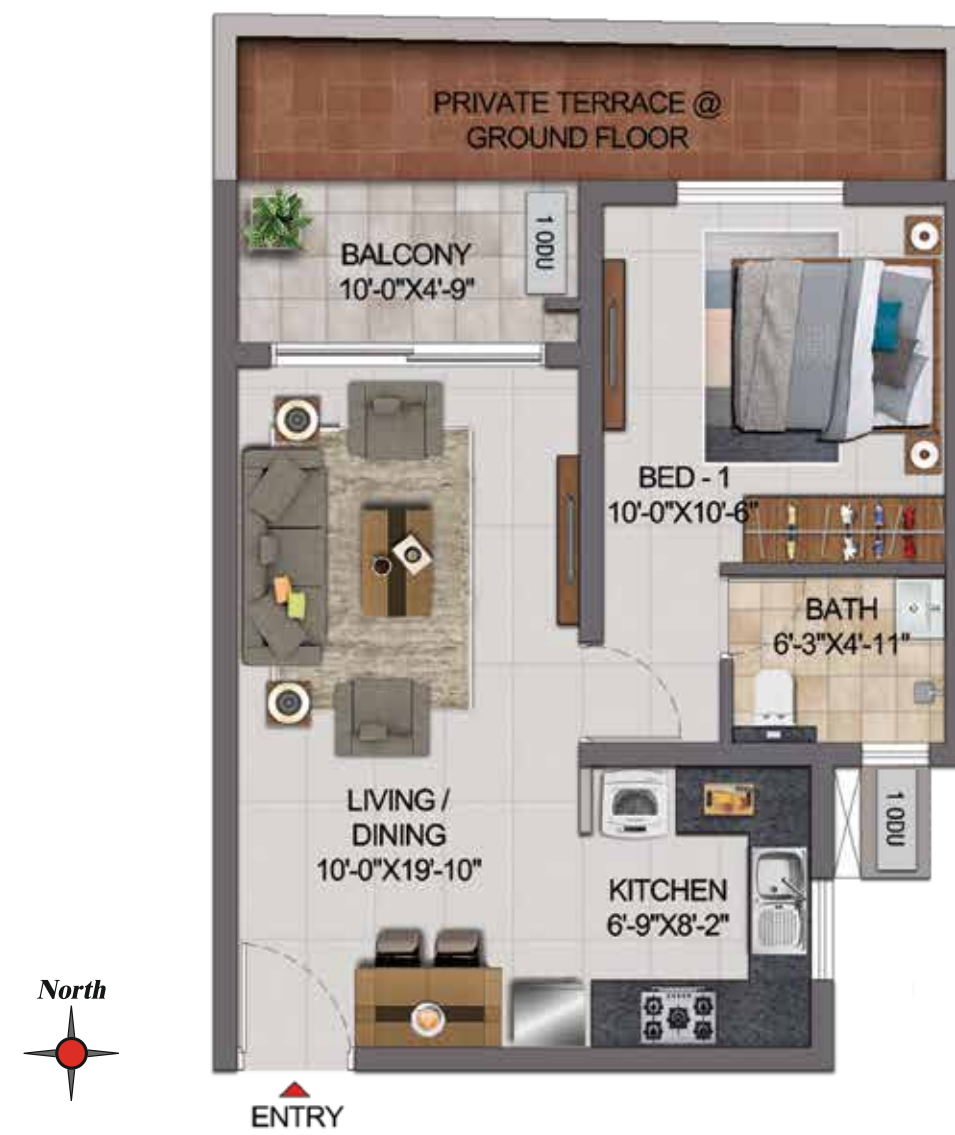 PRIVATE TERRACE @
GROUND FLOOR
BALCONY
10'-0"X4'-9"
1 ODU
BED - 1
10'-0"X10'-6"
BATH
6'-3"X4'-11"
LIVING /
DINING
10'-0"X19'-10"
1 ODU
KITCHEN
6'-9"X8'-2"
North
ENTRY